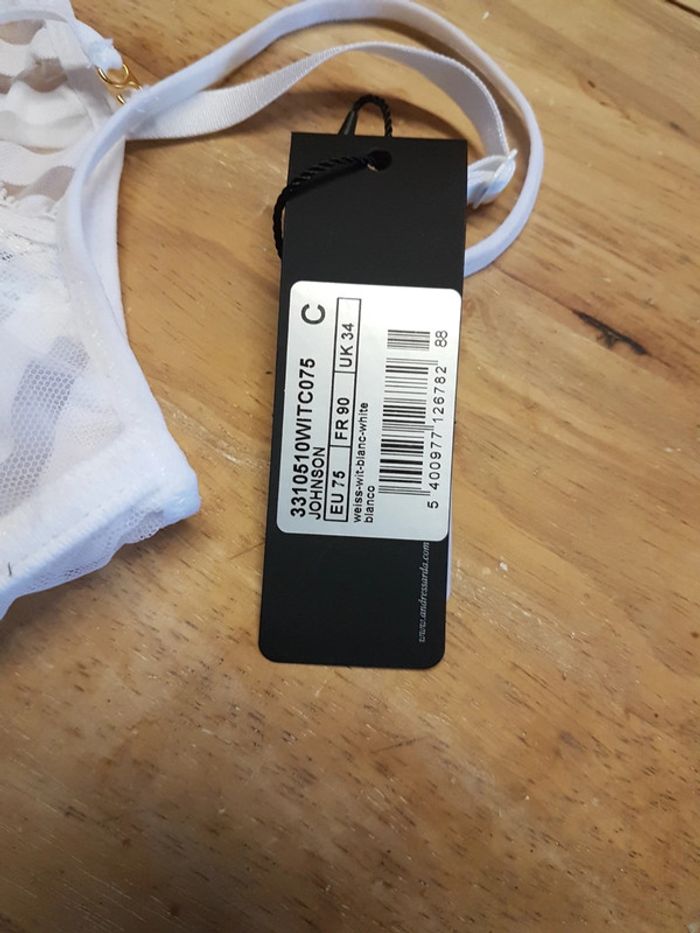 C
3310510WITC075
JOHNSON
EU 75 FR 90 UK 34
weiss-wit-blanc-white
blanco
5 400977 126782 88
www.andressarda.com